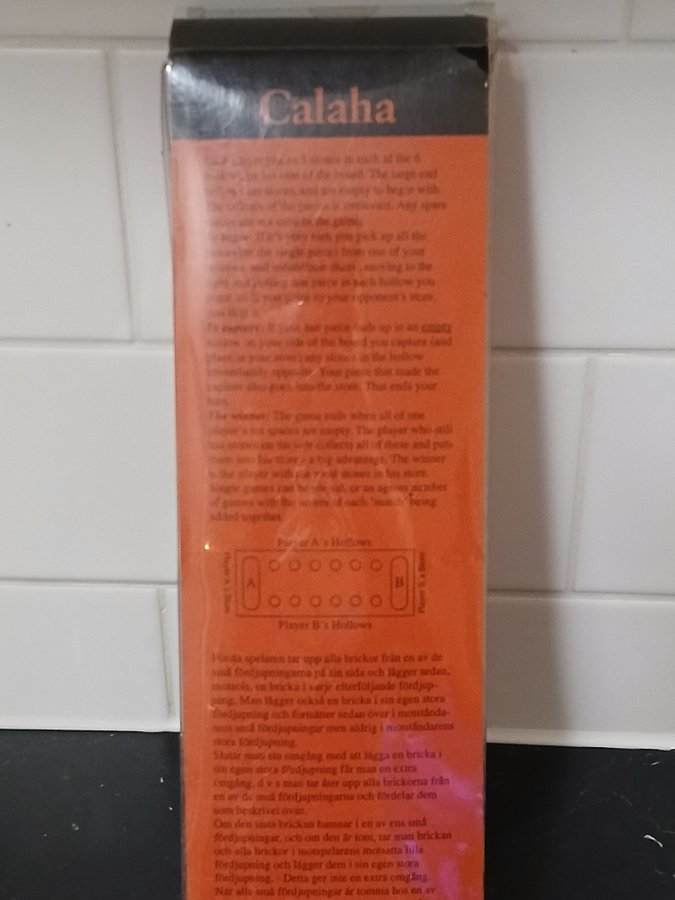 Calaha
Each player places 3 stones in each of the 6
hollows on his side of the board. The large end
hollows are stores, and are empty to begin with.
The colours of the pieces is irrelevant. Any spare
are not used in the game.
If it's your turn you pick up all the
stones (or the single piece) from one of your
hollows, and redistribute them, moving to the
right and putting one piece in each hollow you
your opponent's store,
you skip it.
To capture: If your last piece ends up in an empty
hollow on your side of the board you capture (and
place in your store) any stones in the hollow
immediately opposite. Your piece that made the
capture also goes into the store. That ends your
turn.
The winner: The game ends when all of one
player's six spaces are empty. The player who still
has stones on his side collects all of these and puts
them into his store - a big advantage. The winner
is the player with the most stones in his store.
Single games can be played, or an agreed number
of games with the scores of each "match" being
added together.
Player A's Hollows
Player A's Store
A
B
Player B's Store
Player B's Hollows
Första spelaren tar upp alla brickor från en av de
små fördjupningarna på sin sida och lägger sedan,
motsols, en bricka i varje efterföljande fördjup-
ning. Man lägger också en bricka i sin egen stora
fördjupning och fortsätter sedan över i motstånda-
rens små fördjupningar men aldrig i motståndarens
stora fördjupning.
Slutar man sin omgång med att lägga en bricka i
sin egen stora fördjupning får man en extra
omgång, d v s man tar åter upp alla brickorna från
en av de små fördjupningarna och fördelar dem
som beskrivet ovan.
Om den sista brickan hamnar i en av ens små
fördjupningar, och om den är tom, tar man brickan
och alla brickor i motspelarens motsatta lilla
fördjupning och lägger dem i sin egen stora
fördjupning. - Detta ger inte en extra omgång.
När alla små fördjupningar är tomma hos en av